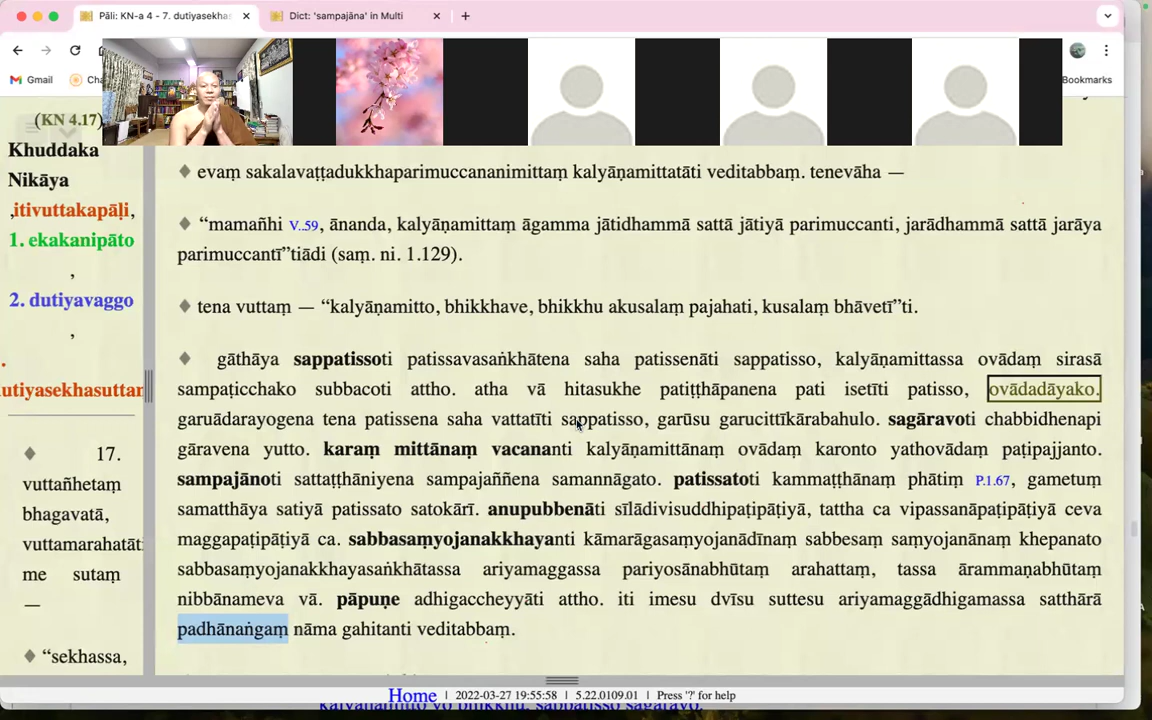 Pāli: KN-a 4 - 7. dutiyasekhas
Dict: 'sampajāna' in Multi
Gmail
Cha
Bookmarks
(KN 4.17)
Khuddaka
Nikāya
,itivuttakapāḷi,
1. ekakanipāto
,
2. dutiyavaggo
,
.
dutiyasekhasuttaṃ
♦ 17.
vuttañhetaṃ
bhagavatā,
vuttamarahatāti
me sutaṃ
—
♦ “sekhassa,
♦ evaṃ sakalavaṭṭadukkhaparimuccananimittaṃ kalyāṇamittatāti veditabbaṃ. tenevāha —
♦ “mamañhi V..59, ānanda, kalyāṇamittaṃ āgamma jātidhammā sattā jātiyā parimuccanti, jarādhammā sattā jarāya
parimuccantī”tiādi (saṃ. ni. 1.129).
♦ tena vuttaṃ — “kalyāṇamitto, bhikkhave, bhikkhu akusalaṃ pajahati, kusalaṃ bhāvetī”ti.
♦ gāthāya sappatissoti patissavasaṅkhātena saha patissenāti sappatisso, kalyāṇamittassa ovādaṃ sirasā
sampaṭicchako subbacoti attho. atha vā hitasukhe patiṭṭhāpanena pati isetīti patisso, ovādadāyako.
garuādarayogena tena patissena saha vattatīti sappatisso, garūsu garucittīkārabahulo. sagāravoti chabbidhenapi
gāravena yutto. karaṃ mittānaṃ vacananti kalyāṇamittānaṃ ovādaṃ karonto yathovādaṃ paṭipajjanto.
sampajānoti sattaṭṭhāniyena sampajaññena samannāgato. patissatoti kammaṭṭhānaṃ phātiṃ P.1.67, gametuṃ
samatthāya satiyā patissato satokārī. anupubbenāti sīlādivisuddhipaṭipāṭiyā, tattha ca vipassanāpaṭipāṭiyā ceva
maggapaṭipāṭiyā ca. sabbasaṃyojanakkhayanti kāmarāgasaṃyojanādīnaṃ sabbesaṃ saṃyojanānaṃ khepanato
sabbasaṃyojanakkhayasaṅkhātassa ariyamaggassa pariyosānabhūtaṃ arahattaṃ, tassa ārammaṇabhūtaṃ
nibbānameva vā. pāpuṇe adhigaccheyyāti attho. iti imesu dvīsu suttesu ariyamaggādhigamassa satthārā
padhānaṅgaṃ nāma gahitanti veditabbaṃ.
Home | 2022-03-27 19:55:58 | 5.22.0109.01 | Press '?' for help